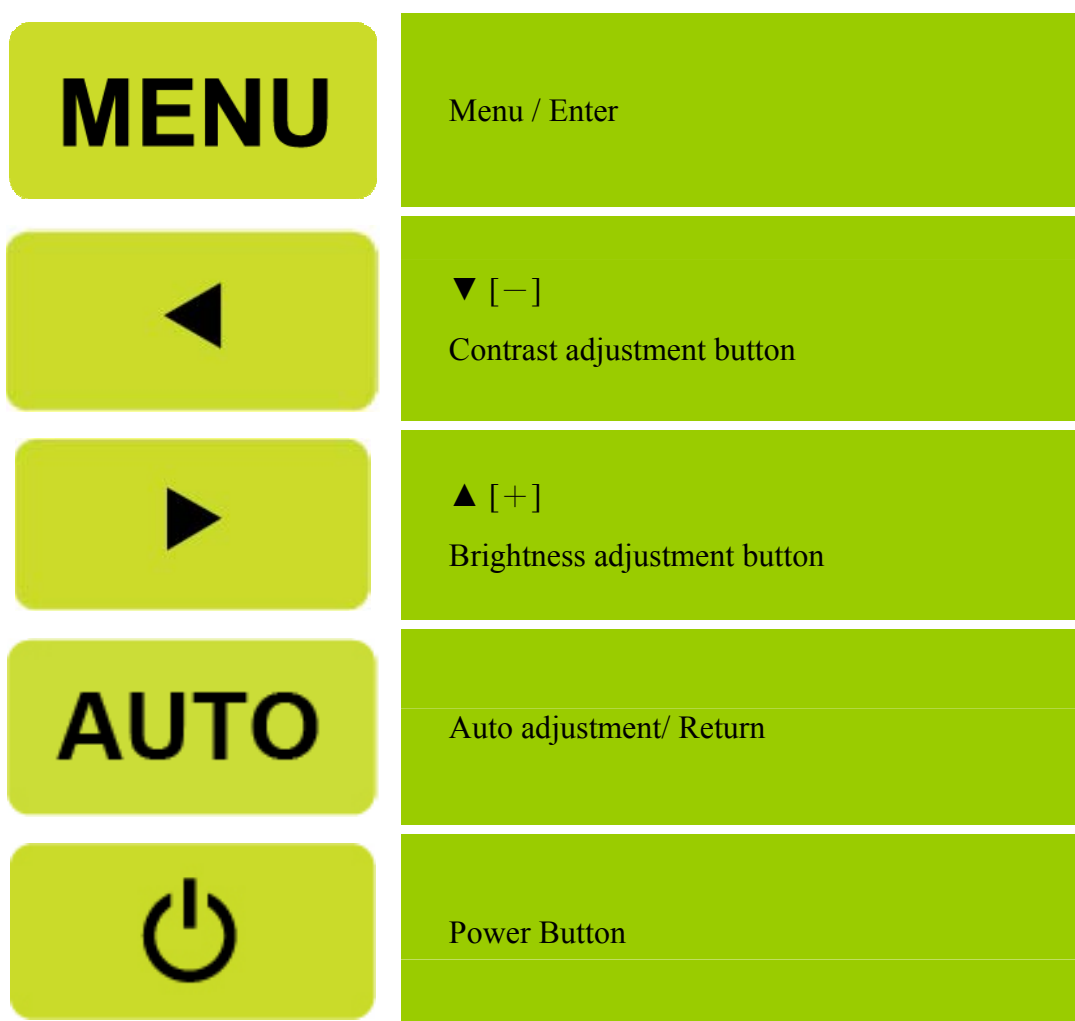 MENU
Menu / Enter
◀
▼ [－]
Contrast adjustment button
▶
▲ [＋]
Brightness adjustment button
AUTO
Auto adjustment/ Return
Power Button